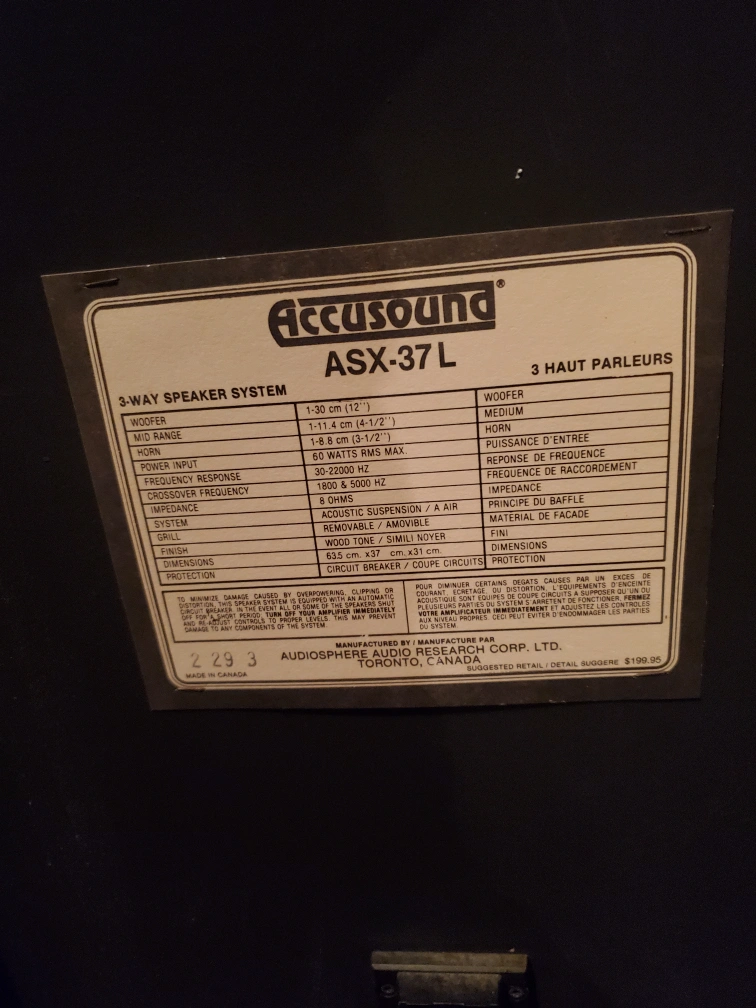 Accusound®
ASX-37L
3-WAY SPEAKER SYSTEM 3 HAUT PARLEURS
WOOFER 1-30 cm (12'') WOOFER
MID RANGE 1-11.4 cm (4-1/2'') MEDIUM
HORN 1-8.8 cm (3-1/2'') HORN
POWER INPUT 60 WATTS RMS MAX. PUISSANCE D'ENTREE
FREQUENCY RESPONSE 30-22000 HZ REPONSE DE FREQUENCE
CROSSOVER FREQUENCY 1800 & 5000 HZ FREQUENCE DE RACCORDEMENT
IMPEDANCE 8 OHMS IMPEDANCE
SYSTEM ACOUSTIC SUSPENSION / A AIR PRINCIPE DU BAFFLE
GRILL REMOVABLE / AMOVIBLE MATERIAL DE FACADE
FINISH WOOD TONE / SIMILI NOYER FINI
DIMENSIONS 63.5 cm. x37 cm. x31 cm. DIMENSIONS
PROTECTION CIRCUIT BREAKER / COUPE CIRCUITS PROTECTION
TO MINIMIZE DAMAGE CAUSED BY OVERPOWERING, CLIPPING OR
DISTORTION, THIS SPEAKER SYSTEM IS EQUIPPED WITH AN AUTOMATIC
CIRCUIT BREAKER. IN THE EVENT ALL OR SOME OF THE SPEAKERS SHUT
OFF FOR A SHORT PERIOD, TURN OFF YOUR AMPLIFIER IMMEDIATELY
AND RE-ADJUST CONTROLS TO PROPER LEVELS. THIS MAY PREVENT
DAMAGE TO ANY COMPONENTS OF THE SYSTEM.
POUR DIMINUER CERTAINS DEGATS CAUSES PAR UN EXCES DE
COURANT, ECRETAGE, OU DISTORTION, L'EQUIPEMENTS D'ENCEINTE
ACOUSTIQUE SONT EQUIPES DE COUPE CIRCUITS A SUPPOSER QU'UN OU
PLEUSIEURS PARTIES DU SYSTEM S'ARRETENT DE FONCTIONER, FERMEZ
VOTRE AMPLIFICATEUR IMMEDIATEMENT ET ADJUSTEZ LES CONTROLES
AUX NIVEAU PROPRES. CECI PEUT EVITER D'ENDOMMAGER LES PARTIES
DU SYSTEM.
MANUFACTURED BY / MANUFACTURE PAR
AUDIOSPHERE AUDIO RESEARCH CORP. LTD.
TORONTO, CANADA
2 29 3
MADE IN CANADA
SUGGESTED RETAIL / DETAIL SUGGERE $199.95